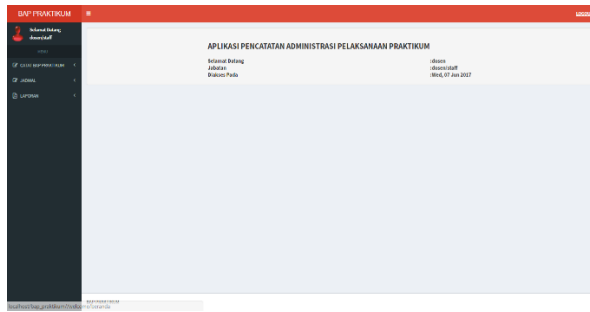 BAP PRAKTIKUM
Selamat Datang
dosen/staff
MENU
JADWAL
LAPORAN
APLIKASI PENCATATAN ADMINISTRASI PELAKSANAAN PRAKTIKUM
Selamat Datang :dosen
Jabatan :dosen/staff
Diakses Pada :Wed, 07 Jun 2017